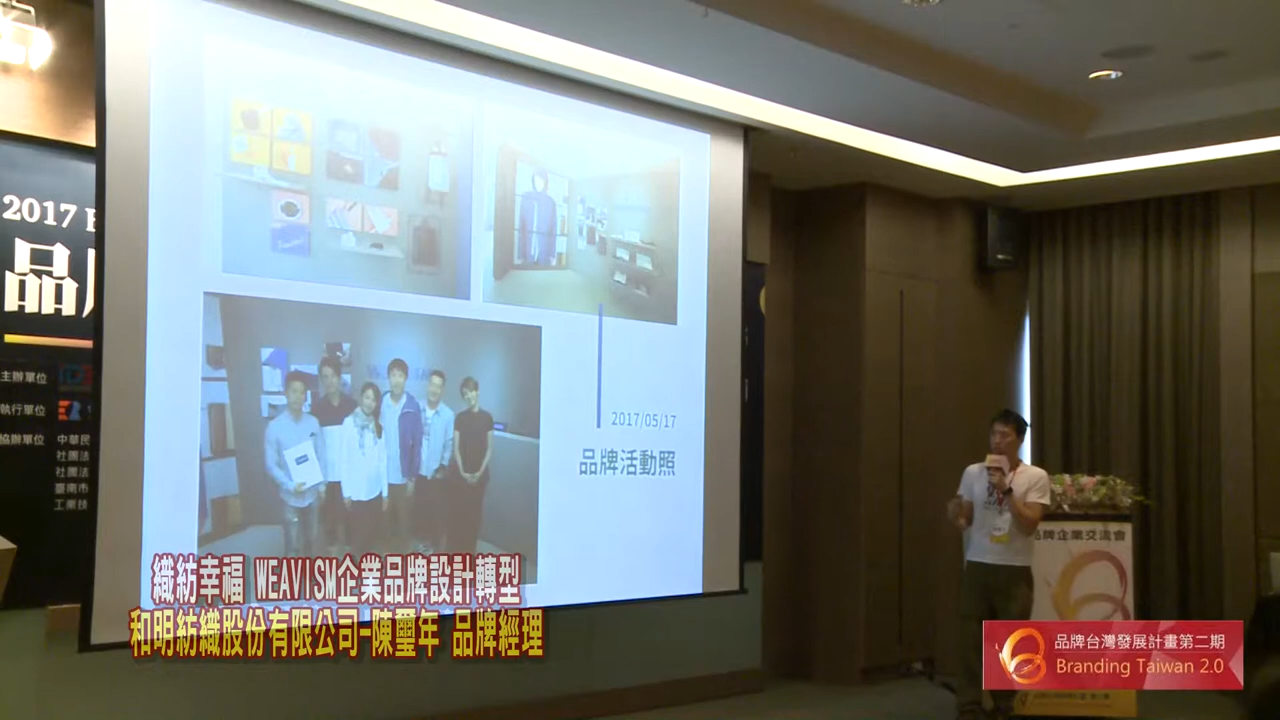 2017
品
主辦單位
執行單位
協辦單位
中華民
社團法
社團法
臺南市
工業技
2017/05/17
品牌活動照
品牌企業交流會
織紡幸福 WEAVISM企業品牌設計轉型
和明紡織股份有限公司-陳璽年 品牌經理
品牌台灣發展計畫第二期
Branding Taiwan 2.0